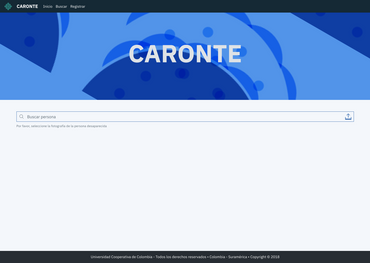 CARONTE
Inicio Buscar Registrar
CARONTE
Buscar persona
Por favor, seleccione la fotografía de la persona desaparecida.
Universidad Cooperativa de Colombia - Todos los derechos reservados • Colombia - Suramérica • Copyright © 2018